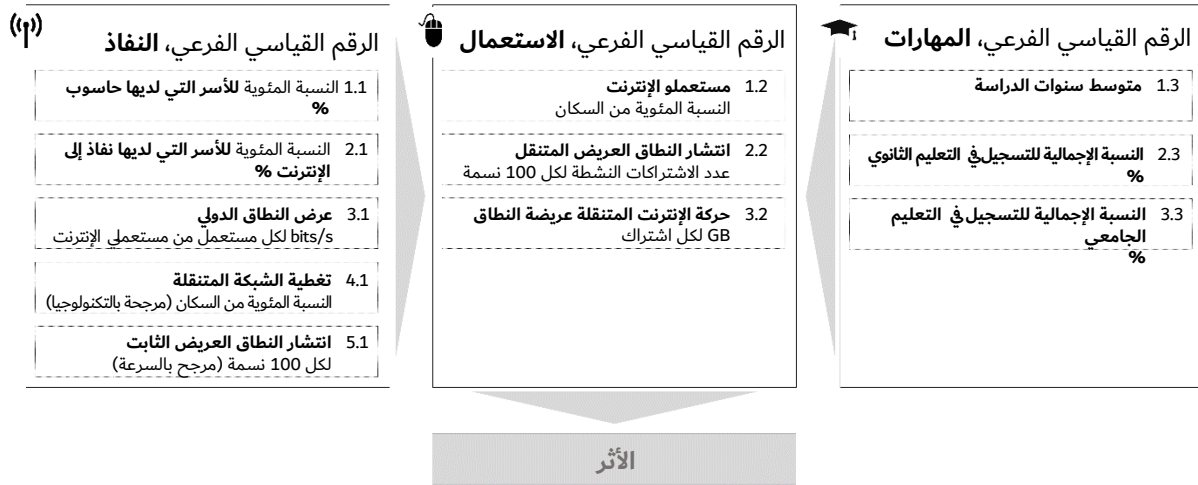 الرقم القياسي الفرعي، المهارات
1.3 متوسط سنوات الدراسة
2.3 النسبة الإجمالية للتسجيل في التعليم الثانوي
%
3.3 النسبة الإجمالية للتسجيل في التعليم
الجامعي
%
الرقم القياسي الفرعي، الاستعمال
1.2 مستعملو الإنترنت
النسبة المئوية من السكان
2.2 انتشار النطاق العريض المتنقل
عدد الاشتراكات النشطة لكل 100 نسمة
3.2 حركة الإنترنت المتنقلة عريضة النطاق
GB لكل اشتراك
الرقم القياسي الفرعي، النفاذ
1.1 النسبة المئوية للأسر التي لديها حاسوب
%
2.1 النسبة المئوية للأسر التي لديها نفاذ إلى
الإنترنت %
3.1 عرض النطاق الدولي
bits/s لكل مستعمل من مستعملي الإنترنت
4.1 تغطية الشبكة المتنقلة
النسبة المئوية من السكان (مرجحة بالتكنولوجيا)
5.1 انتشار النطاق العريض الثابت
لكل 100 نسمة (مرجح بالسرعة)
الأثر